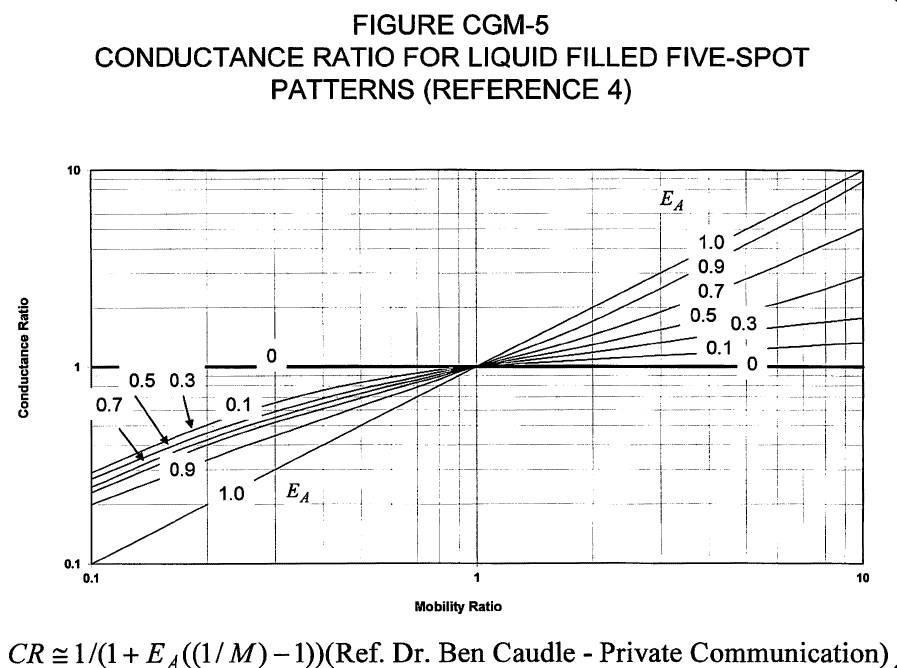 FIGURE CGM-5
CONDUCTANCE RATIO FOR LIQUID FILLED FIVE-SPOT
PATTERNS (REFERENCE 4)
10
E_A
1.0
0.9
0.7
0.5
0.3
0.1
0
0
1
Conductance Ratio
0.5
0.3
0.7
0.1
0.9
1.0
E_A
0.1
0.1
1
10
Mobility Ratio
CR ≅ 1/(1 + E_A((1/M) − 1))(Ref. Dr. Ben Caudle - Private Communication)